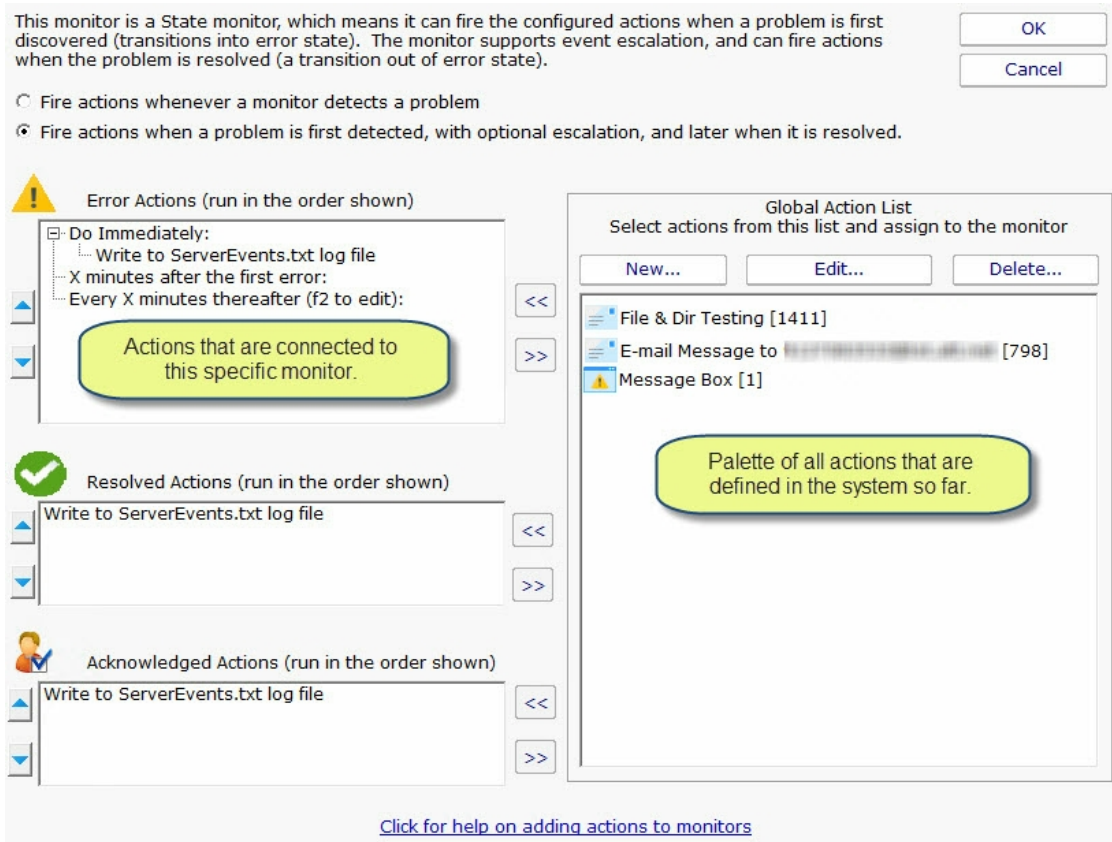 This monitor is a State monitor, which means it can fire the configured actions when a problem is first
discovered (transitions into error state). The monitor supports event escalation, and can fire actions
when the problem is resolved (a transition out of error state).
OK
Cancel
Fire actions whenever a monitor detects a problem
Fire actions when a problem is first detected, with optional escalation, and later when it is resolved.
Error Actions (run in the order shown)
Do Immediately:
Write to ServerEvents.txt log file
X minutes after the first error:
Every X minutes thereafter (f2 to edit):
Actions that are connected to
this specific monitor.
<<
>>
Resolved Actions (run in the order shown)
Write to ServerEvents.txt log file
<<
>>
Acknowledged Actions (run in the order shown)
Write to ServerEvents.txt log file
<<
>>
Global Action List
Select actions from this list and assign to the monitor
New...
Edit...
Delete...
File & Dir Testing [1411]
E-mail Message to [798]
Message Box [1]
Palette of all actions that are
defined in the system so far.
Click for help on adding actions to monitors